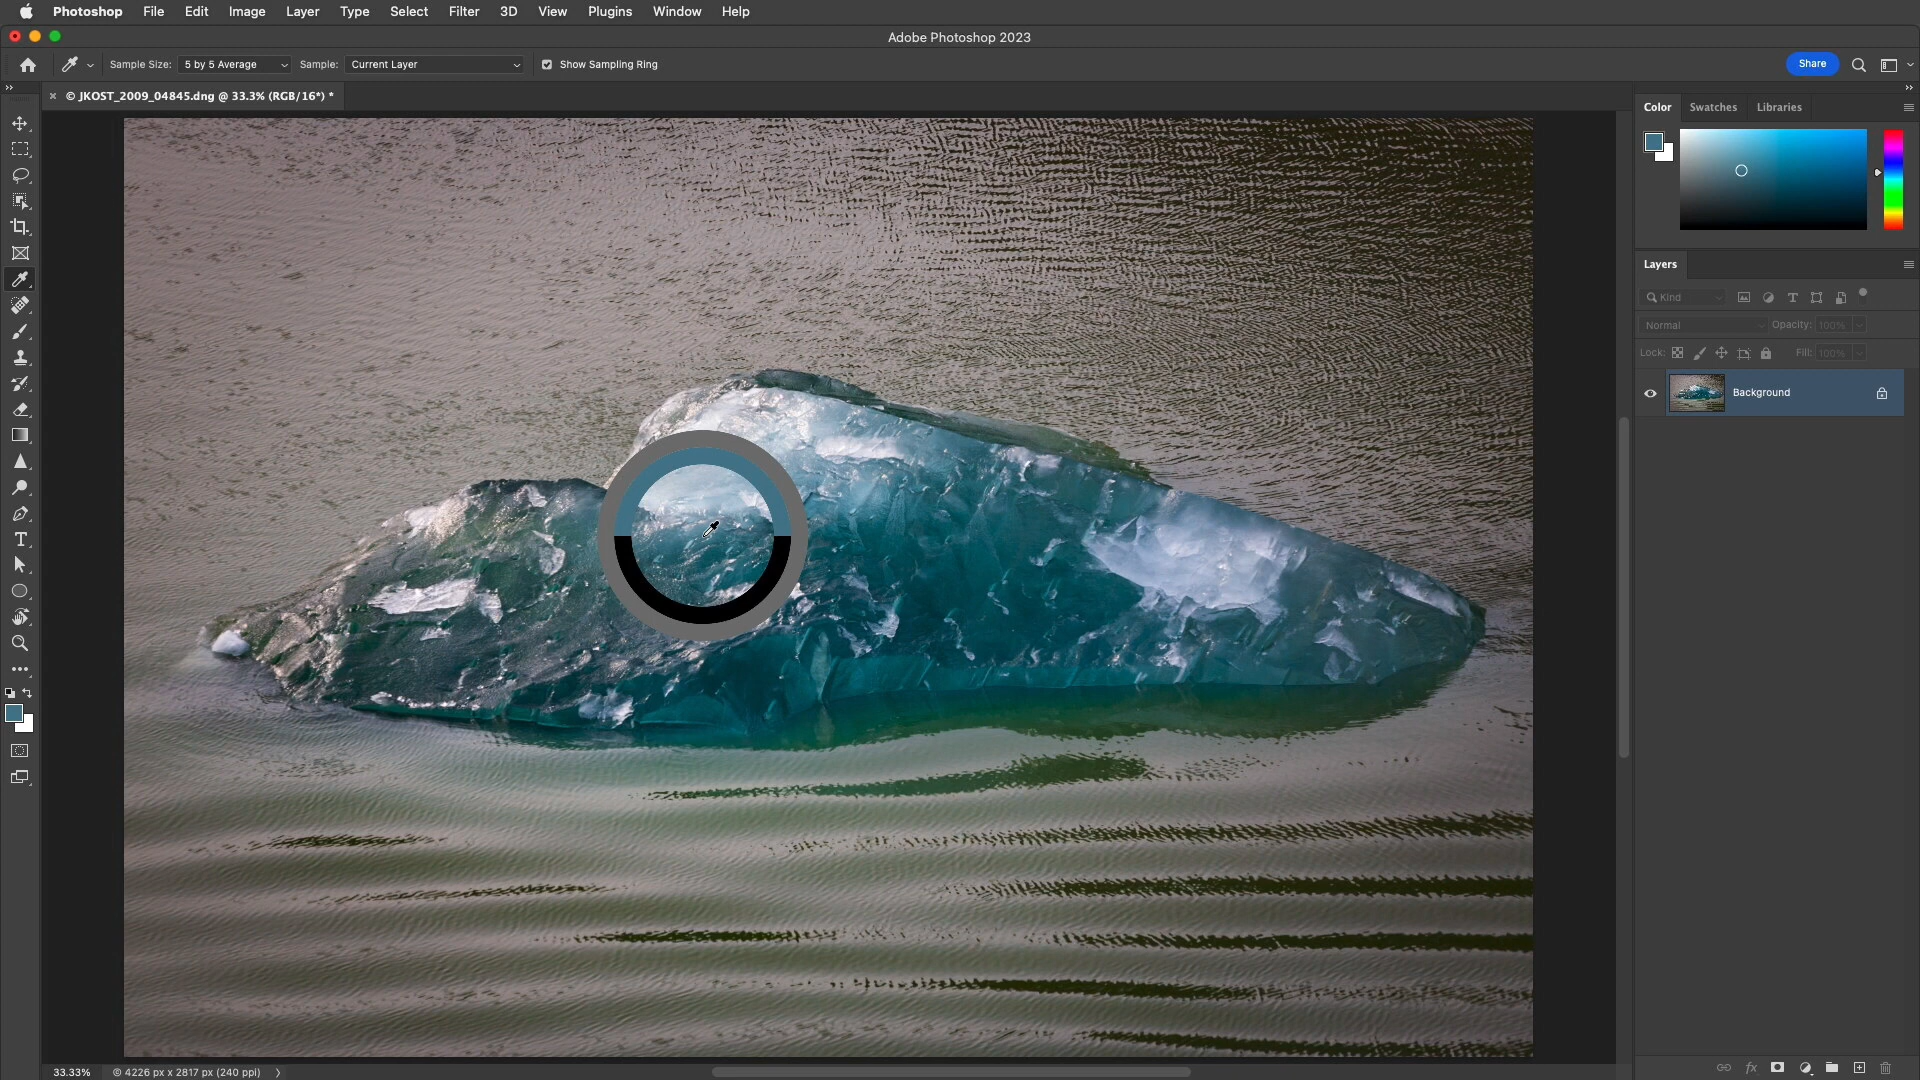 Photoshop File Edit Image Layer Type Select Filter 3D View Plugins Window Help
Adobe Photoshop 2023
Sample Size: 5 by 5 Average Sample: Current Layer Show Sampling Ring Share
© JKOST_2009_04845.dng @ 33.3% (RGB/16*) *
Color Swatches Libraries
Layers
Kind
Normal Opacity: 100%
Lock: Fill: 100%
Background
33.33% © 4226 px x 2817 px (240 ppi)
fx